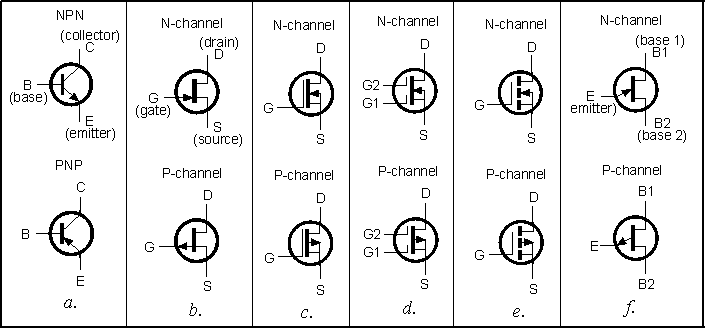 NPN
(collector)
C
B
(base)
E
(emitter)
PNP
C
B
E
a.
N-channel
(drain)
D
G
(gate)
S
(source)
P-channel
D
G
S
b.
N-channel
D
G
S
P-channel
D
G
S
c.
N-channel
D
G2
G1
S
P-channel
D
G2
G1
S
d.
N-channel
D
G
S
P-channel
D
G
S
e.
N-channel
(base 1)
B1
E
emitter)
B2
(base 2)
P-channel
B1
E
B2
f.